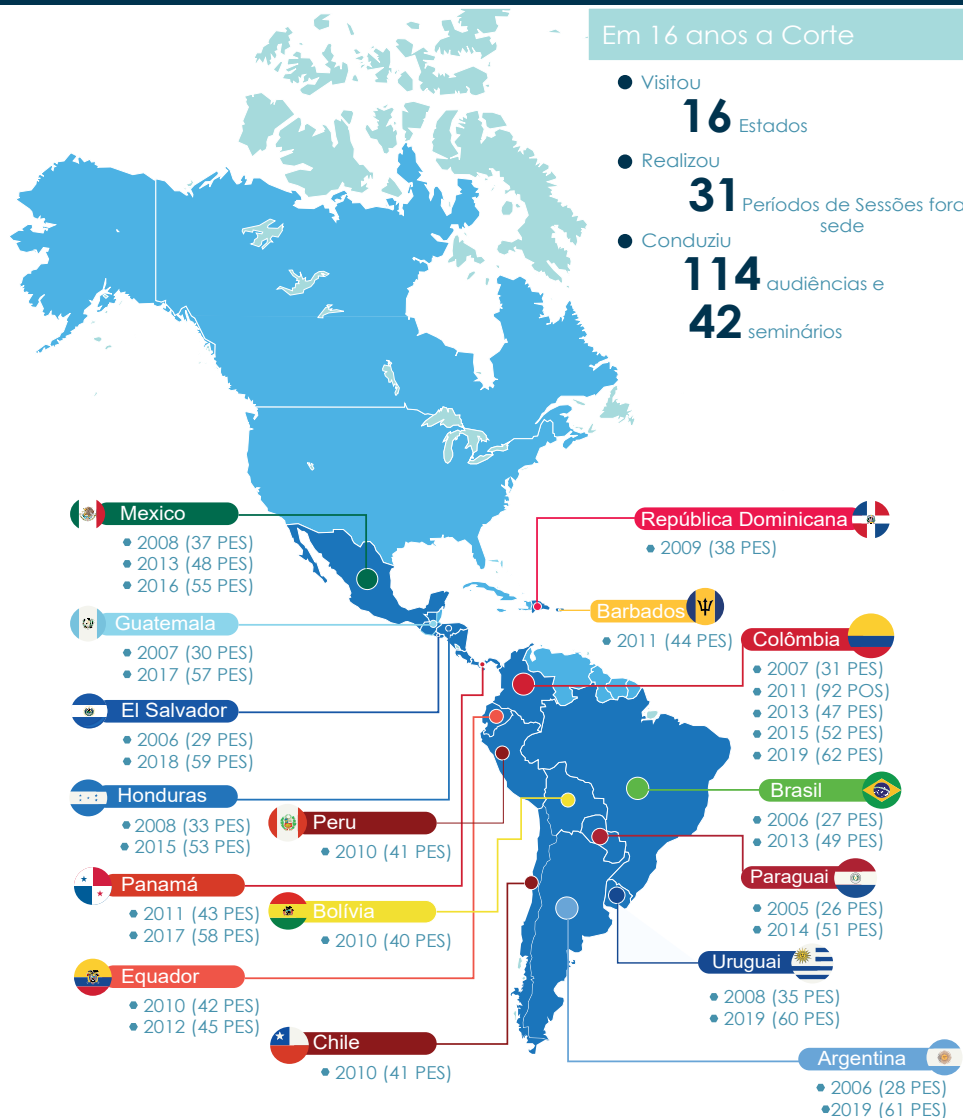 Em 16 anos a Corte
Visitou
16 Estados
Realizou
31 Períodos de Sessões fora
sede
Conduziu
114 audiências e
42 seminários
Mexico
2008 (37 PES)
2013 (48 PES)
2016 (55 PES)
Guatemala
2007 (30 PES)
2017 (57 PES)
El Salvador
2006 (29 PES)
2018 (59 PES)
Honduras
2008 (33 PES)
2015 (53 PES)
Panamá
2011 (43 PES)
2017 (58 PES)
Equador
2010 (42 PES)
2012 (45 PES)
Peru
2010 (41 PES)
Bolívia
2010 (40 PES)
Chile
2010 (41 PES)
República Dominicana
2009 (38 PES)
Barbados
2011 (44 PES)
Colômbia
2007 (31 PES)
2011 (92 POS)
2013 (47 PES)
2015 (52 PES)
2019 (62 PES)
Brasil
2006 (27 PES)
2013 (49 PES)
Paraguai
2005 (26 PES)
2014 (51 PES)
Uruguai
2008 (35 PES)
2019 (60 PES)
Argentina
2006 (28 PES)
2019 (61 PES)